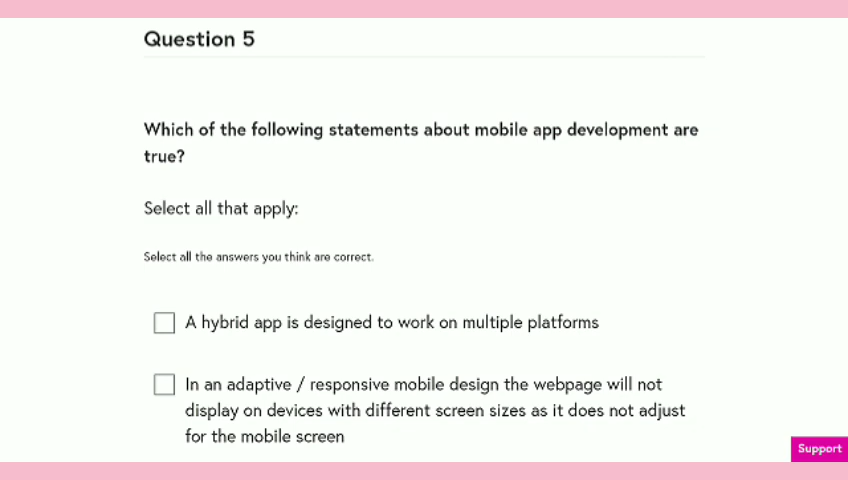 Question 5
Which of the following statements about mobile app development are
true?
Select all that apply:
Select all the answers you think are correct.
A hybrid app is designed to work on multiple platforms
In an adaptive / responsive mobile design the webpage will not
display on devices with different screen sizes as it does not adjust
for the mobile screen
Support